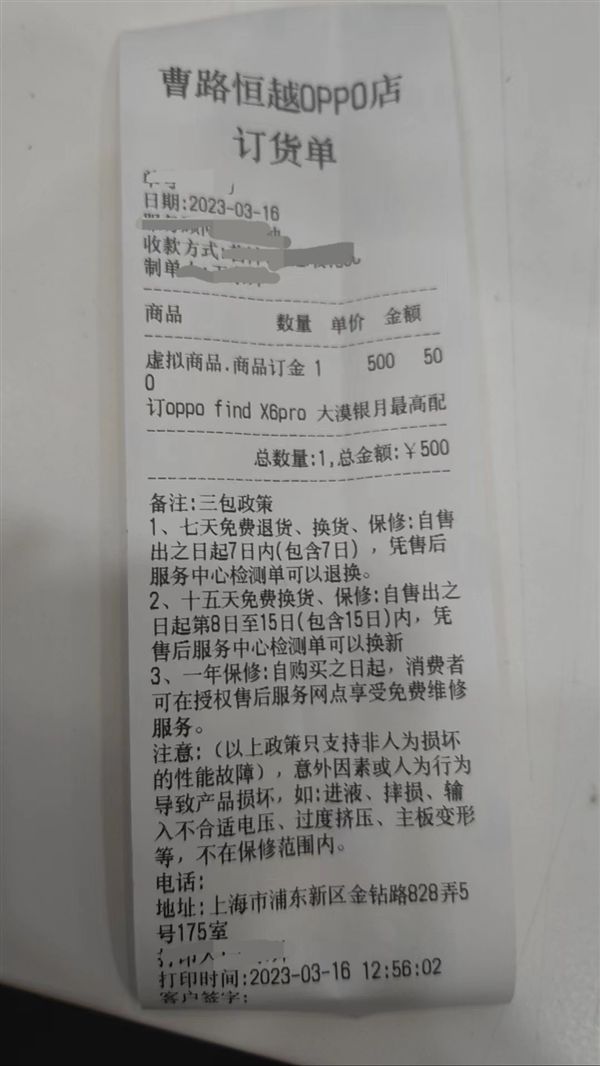 曹路恒越OPPO店
订货单
单号
日期:2023-03-16
收款方式:
制单
商品 数量 单价 金额
虚拟商品.商品订金 1 500 50
0
订oppo find X6pro 大漠银月最高配
总数量:1,总金额:￥500
备注:三包政策
1、七天免费退货、换货、保修:自售
出之日起7日内(包含7日)，凭售后
服务中心检测单可以退换。
2、十五天免费换货、保修:自售出之
日起第8日至15日(包含15日)内，凭
售后服务中心检测单可以换新
3、一年保修:自购买之日起，消费者
可在授权售后服务网点享受免费维修
服务。
注意:（以上政策只支持非人为损坏
的性能故障），意外因素或人为行为
导致产品损坏，如:进液、摔损、输
入不合适电压、过度挤压、主板变形
等，不在保修范围内。
电话:
地址:上海市浦东新区金钻路828弄5
号175室
打印人
打印时间:2023-03-16 12:56:02
客户签字: